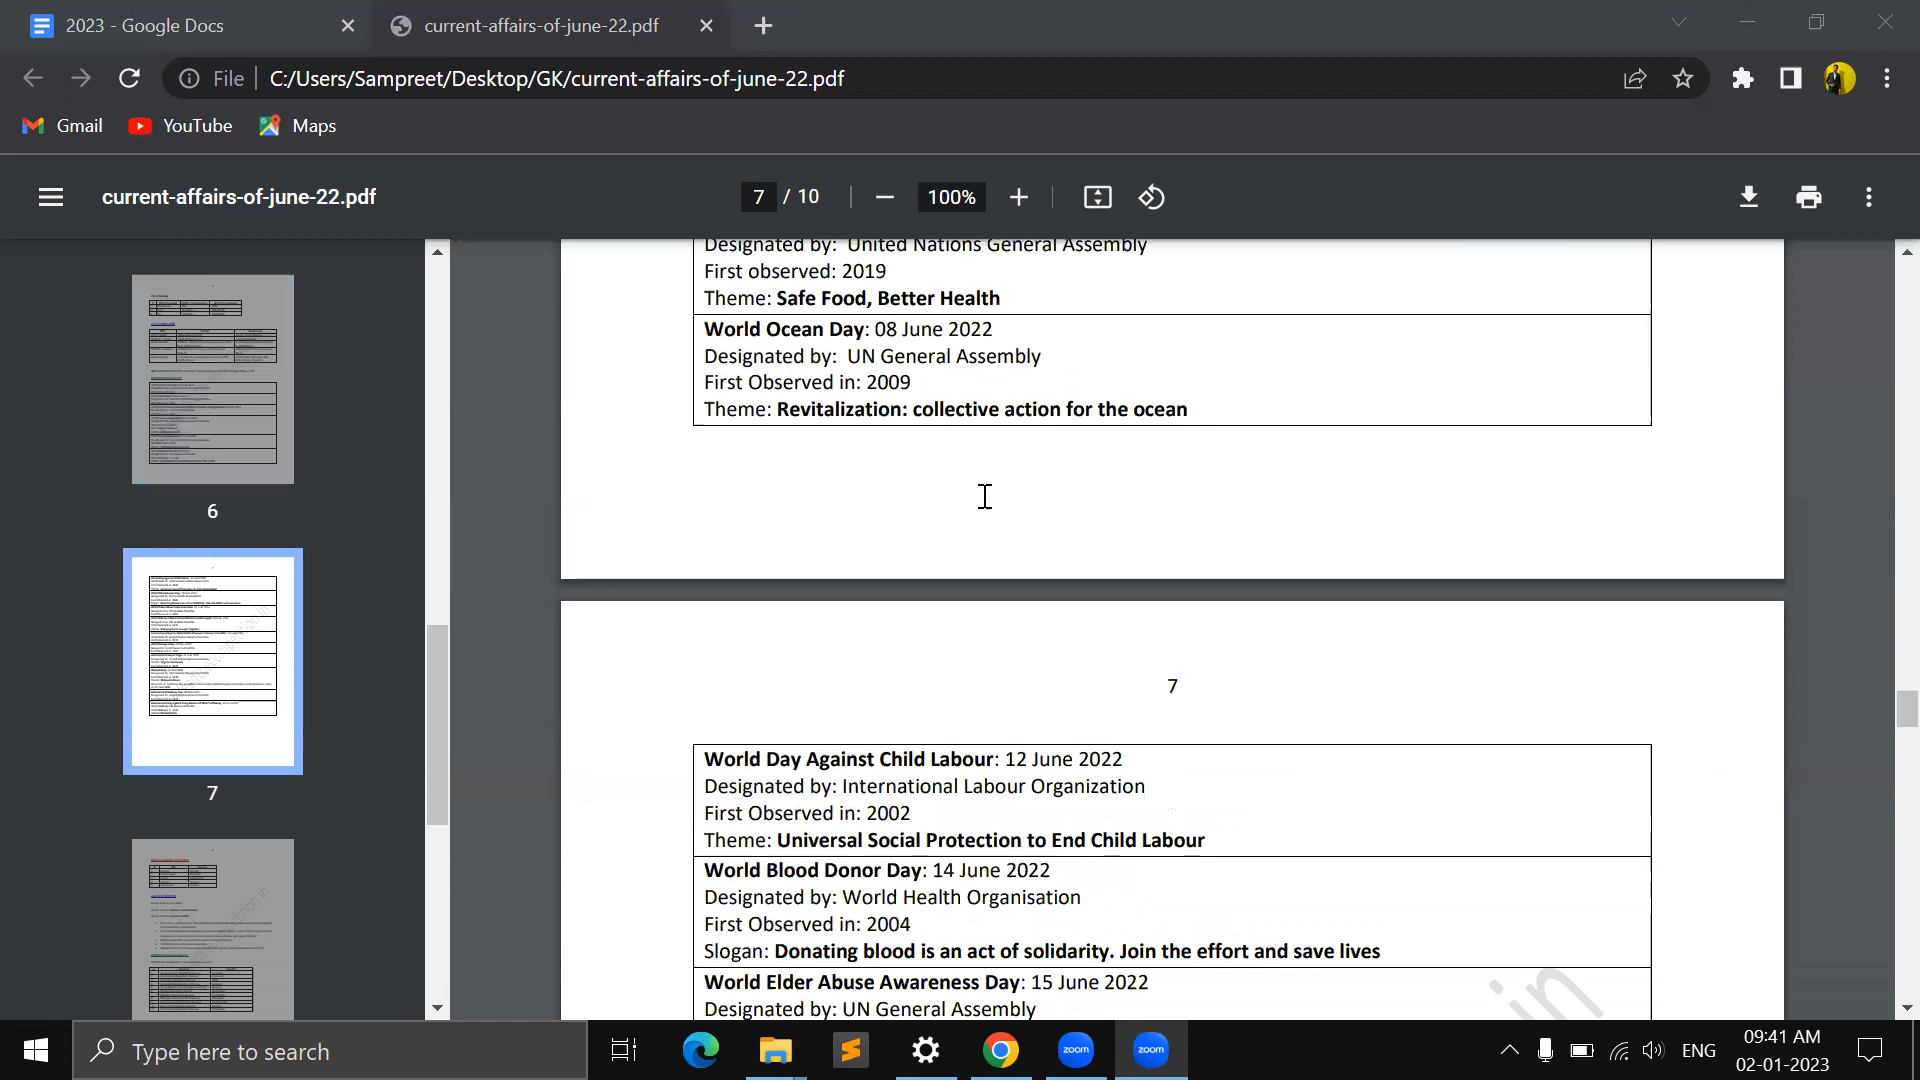 2023 - Google Docs
current-affairs-of-june-22.pdf
File
C:/Users/Sampreet/Desktop/GK/current-affairs-of-june-22.pdf
Gmail
YouTube
Maps
current-affairs-of-june-22.pdf
7 / 10
100%
6
7
Designated by: United Nations General Assembly
First observed: 2019
Theme: Safe Food, Better Health
World Ocean Day: 08 June 2022
Designated by: UN General Assembly
First Observed in: 2009
Theme: Revitalization: collective action for the ocean
7
World Day Against Child Labour: 12 June 2022
Designated by: International Labour Organization
First Observed in: 2002
Theme: Universal Social Protection to End Child Labour
World Blood Donor Day: 14 June 2022
Designated by: World Health Organisation
First Observed in: 2004
Slogan: Donating blood is an act of solidarity. Join the effort and save lives
World Elder Abuse Awareness Day: 15 June 2022
Designated by: UN General Assembly
in
Type here to search
zoom
zoom
ENG
09:41 AM
02-01-2023